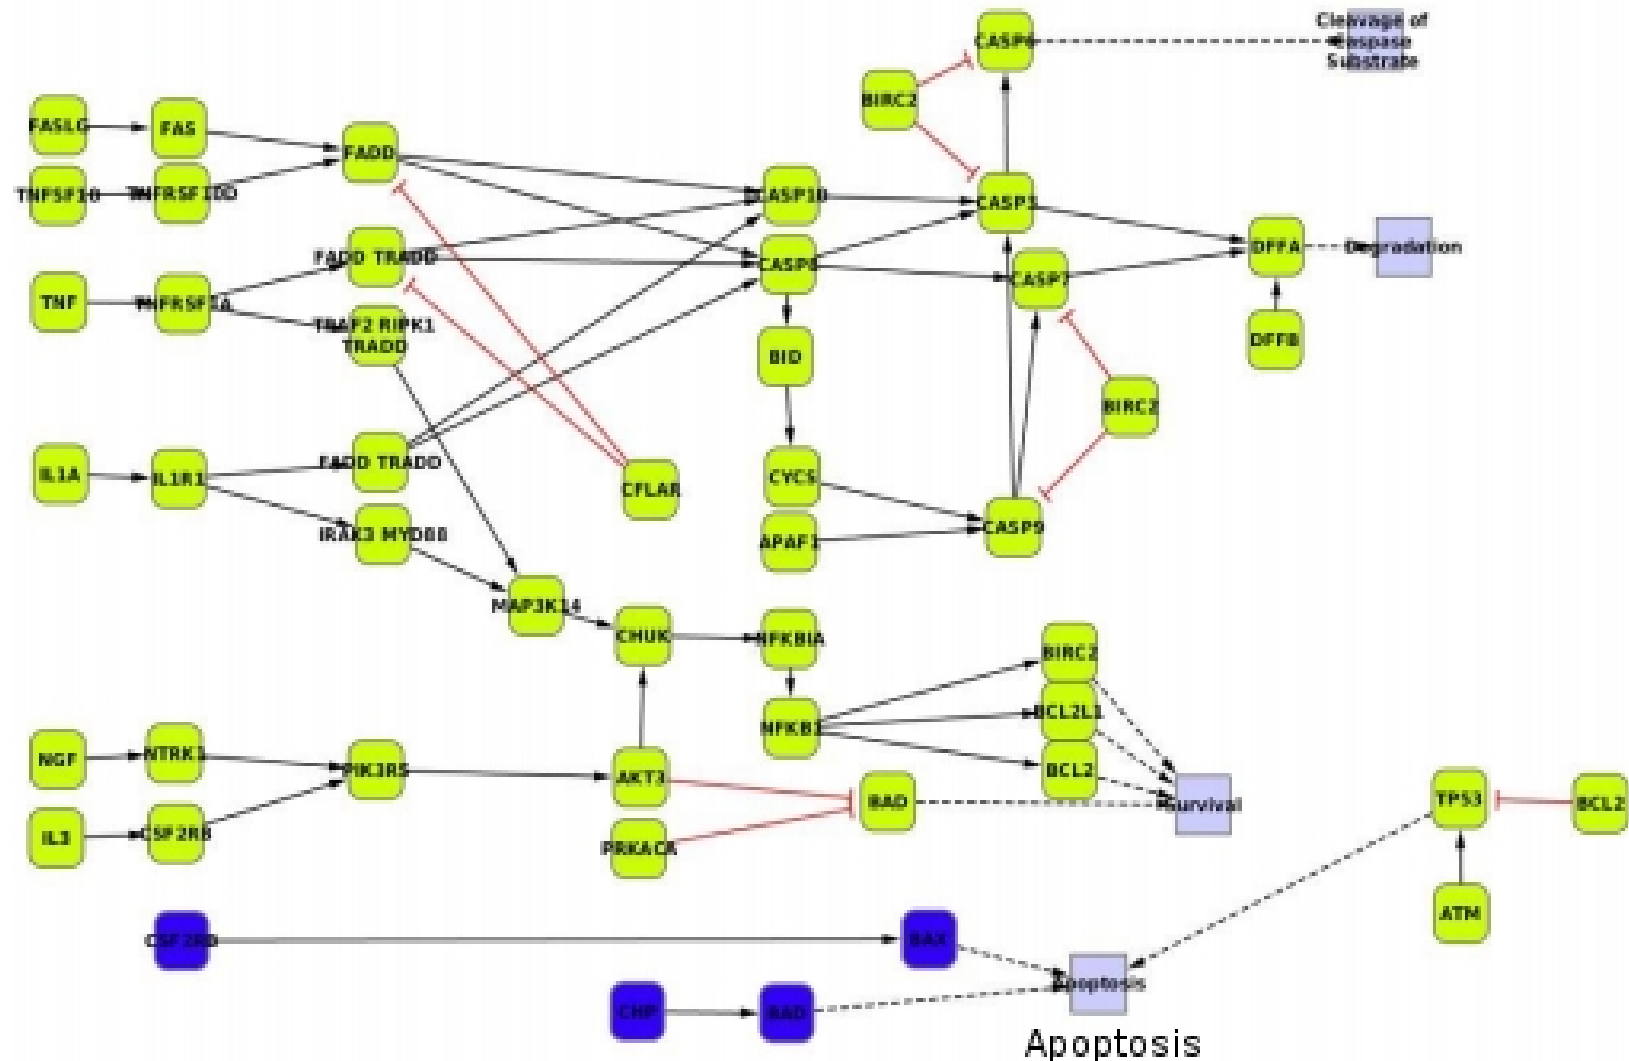 Cleavage of
Caspase
Substrate
CASP6
BIRC2
FASLG
FAS
FADD
TNFSF10
TNFRSF10D
CASP10
CASP3
FADD TRADD
CASP8
CASP7
DFFA
Degradation
TNF
TNFRSF1A
TRAF2 RIPK1
TRADD
BID
DFFB
BIRC2
IL1A
IL1R1
FADD TRADD
CFLAR
CYCS
IRAK3 MYD88
APAF1
CASP9
MAP3K14
CHUK
NFKBIA
BIRC2
BCL2L1
NFKB1
NGF
NTRK1
PIK3R5
AKT3
BCL2
BAD
Survival
TP53
BCL2
IL3
CSF2RB
PRKACA
ATM
CSF2RB
BAX
Apoptosis
CHP
BAD
Apoptosis